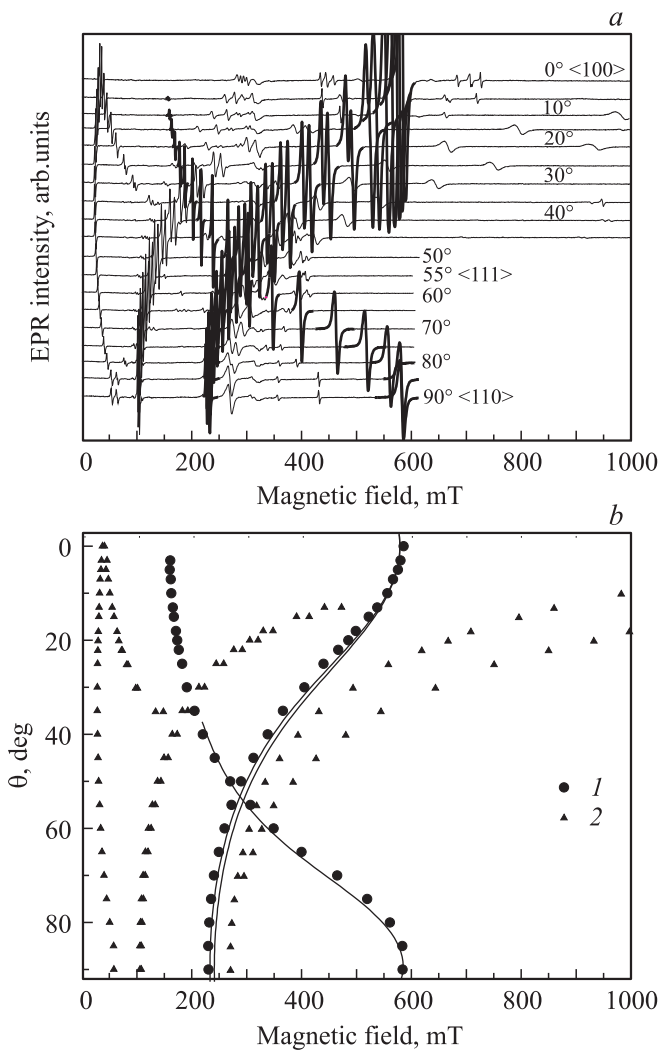 a
0° <100>
10°
20°
30°
40°
50°
55° <111>
60°
70°
80°
90° <110>
EPR intensity, arb.units
0 200 400 600 800 1000
Magnetic field, mT
b
0
20
40
60
80
θ, deg
1
2
0 200 400 600 800 1000
Magnetic field, mT